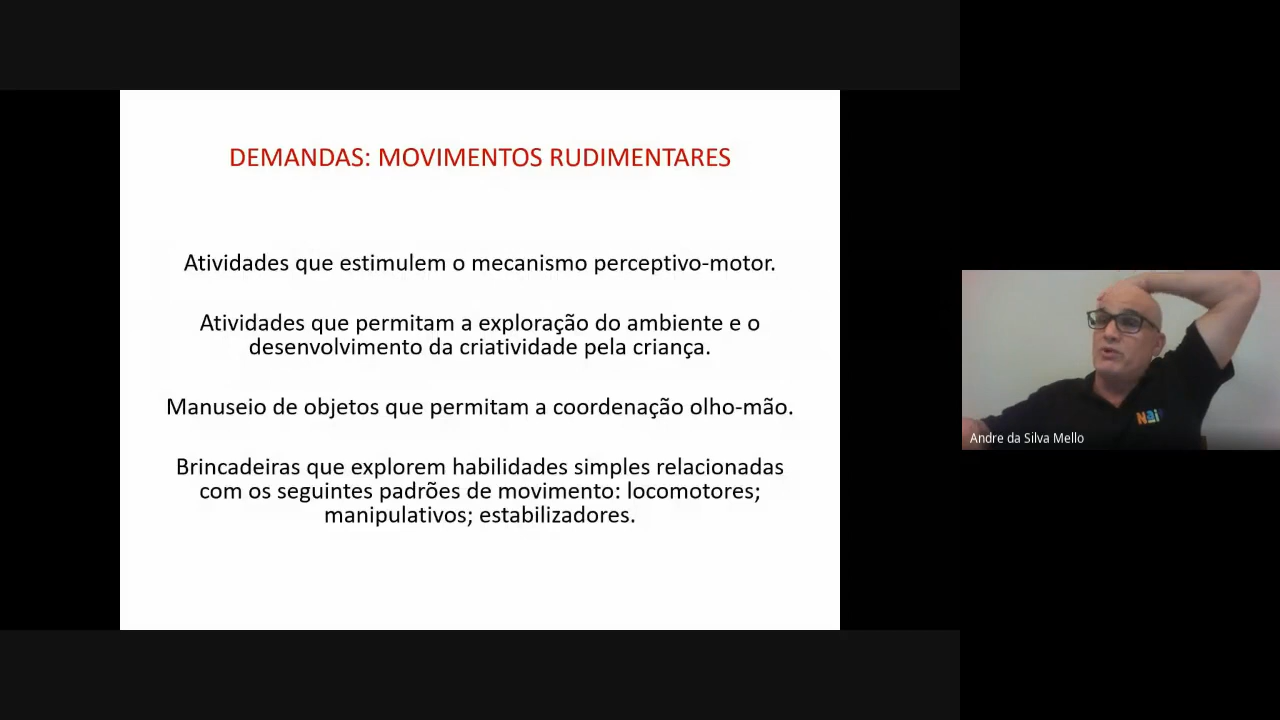 DEMANDAS: MOVIMENTOS RUDIMENTARES
Atividades que estimulem o mecanismo perceptivo-motor.
Atividades que permitam a exploração do ambiente e o
desenvolvimento da criatividade pela criança.
Manuseio de objetos que permitam a coordenação olho-mão.
Brincadeiras que explorem habilidades simples relacionadas
com os seguintes padrões de movimento: locomotores;
manipulativos; estabilizadores.
Andre da Silva Mello